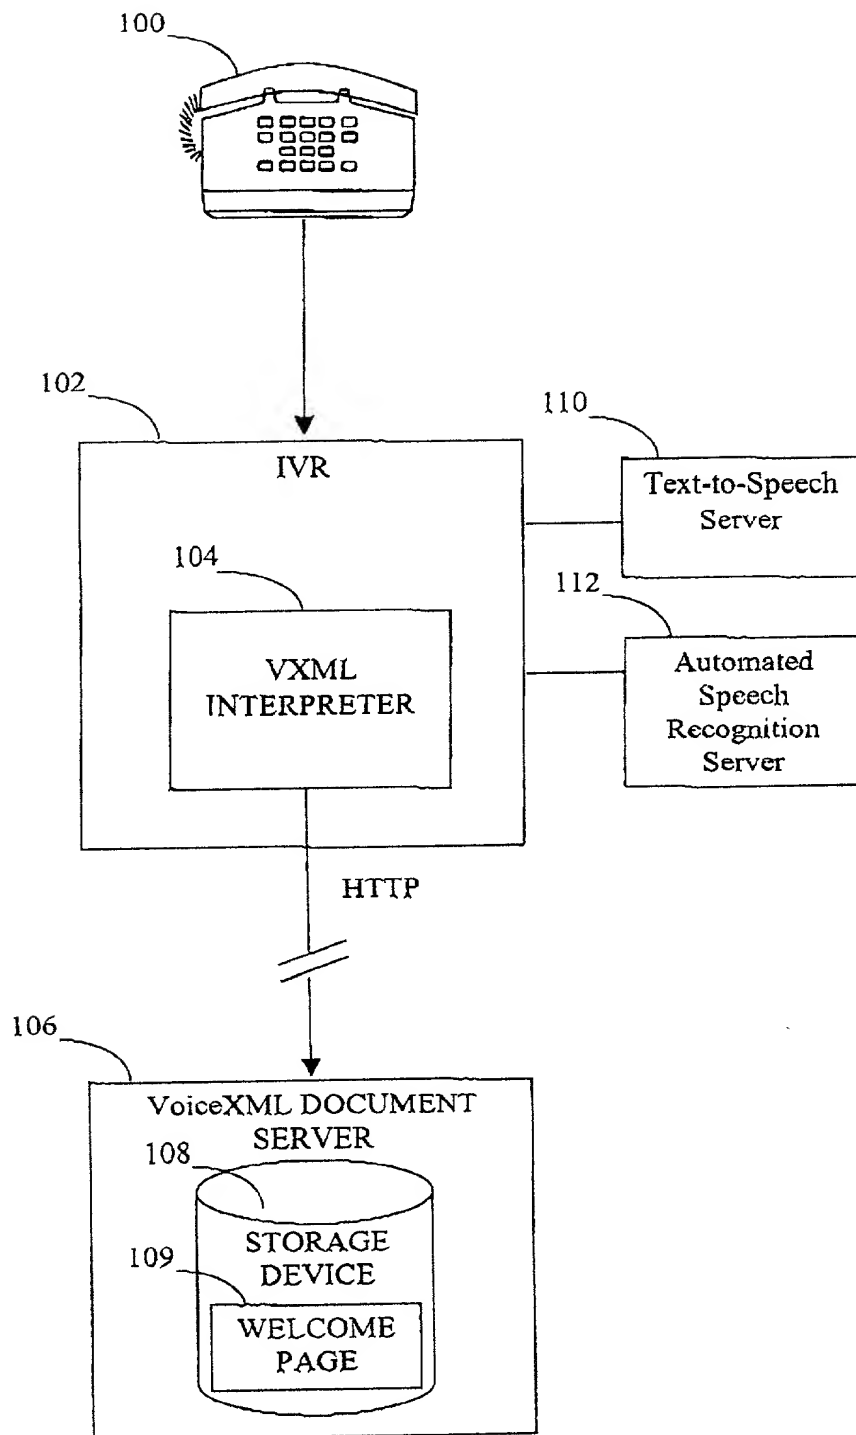 100
102
IVR
110
Text-to-Speech
Server
104
VXML
INTERPRETER
112
Automated
Speech
Recognition
Server
HTTP
106
VoiceXML DOCUMENT
SERVER
108
STORAGE
DEVICE
109
WELCOME
PAGE